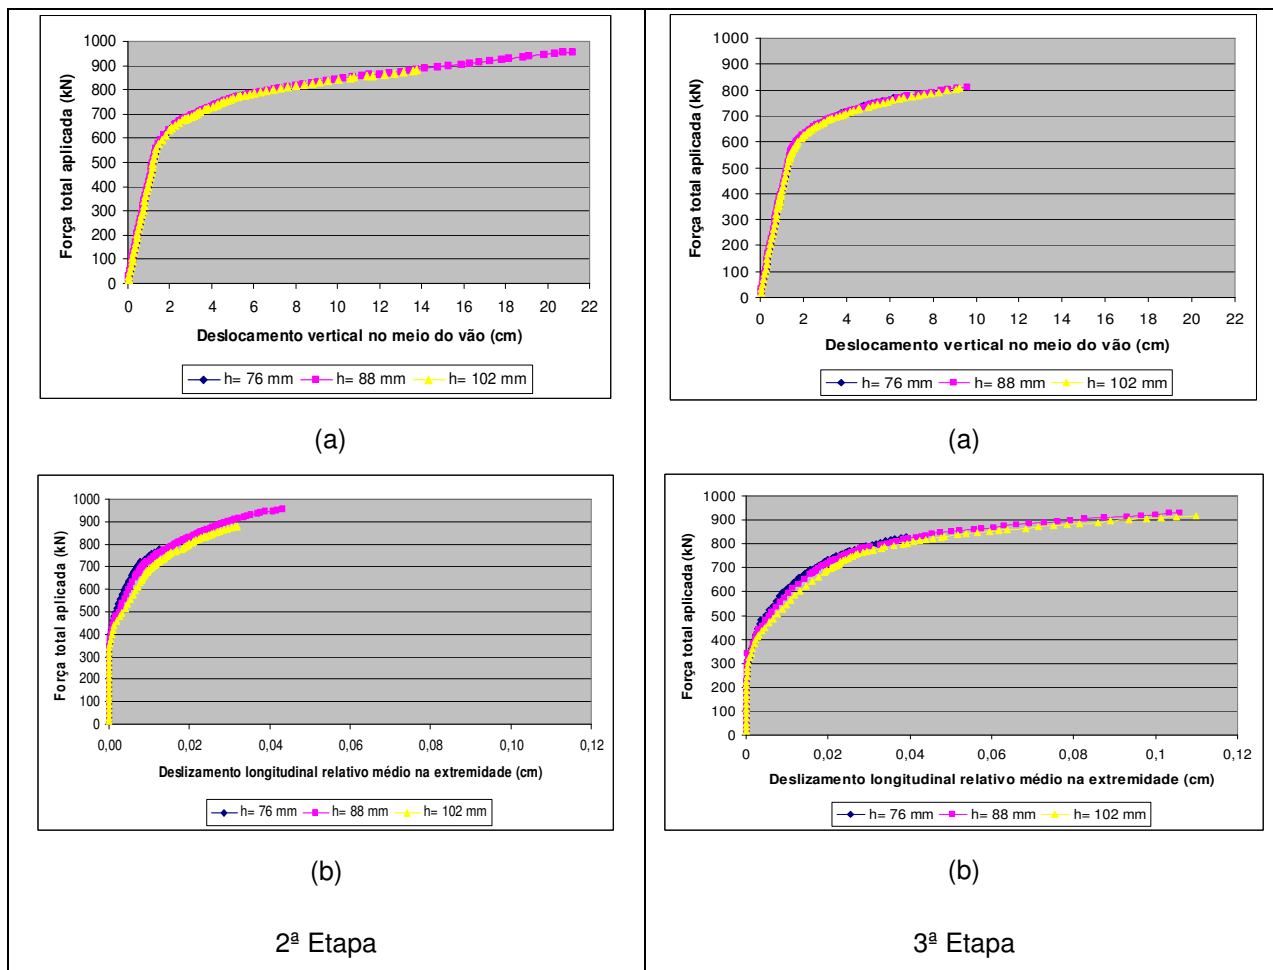 1000
900
800
700
600
500
400
300
200
100
0
Força total aplicada (kN)
0 2 4 6 8 10 12 14 16 18 20 22
Deslocamento vertical no meio do vão (cm)
h= 76 mm h= 88 mm h= 102 mm
(a)
1000
900
800
700
600
500
400
300
200
100
0
Força total aplicada (kN)
0,00 0,02 0,04 0,06 0,08 0,10 0,12
Deslizamento longitudinal relativo médio na extremidade (cm)
h= 76 mm h= 88 mm h= 102 mm
(b)
2ª Etapa
1000
900
800
700
600
500
400
300
200
100
0
Força total aplicada (kN)
0 2 4 6 8 10 12 14 16 18 20 22
Deslocamento vertical no meio do vão (cm)
h= 76 mm h= 88 mm h= 102 mm
(a)
1000
900
800
700
600
500
400
300
200
100
0
Força total aplicada (kN)
0 0,02 0,04 0,06 0,08 0,1 0,12
Deslizamento longitudinal relativo médio na extremidade (cm)
h= 76 mm h= 88 mm h= 102 mm
(b)
3ª Etapa